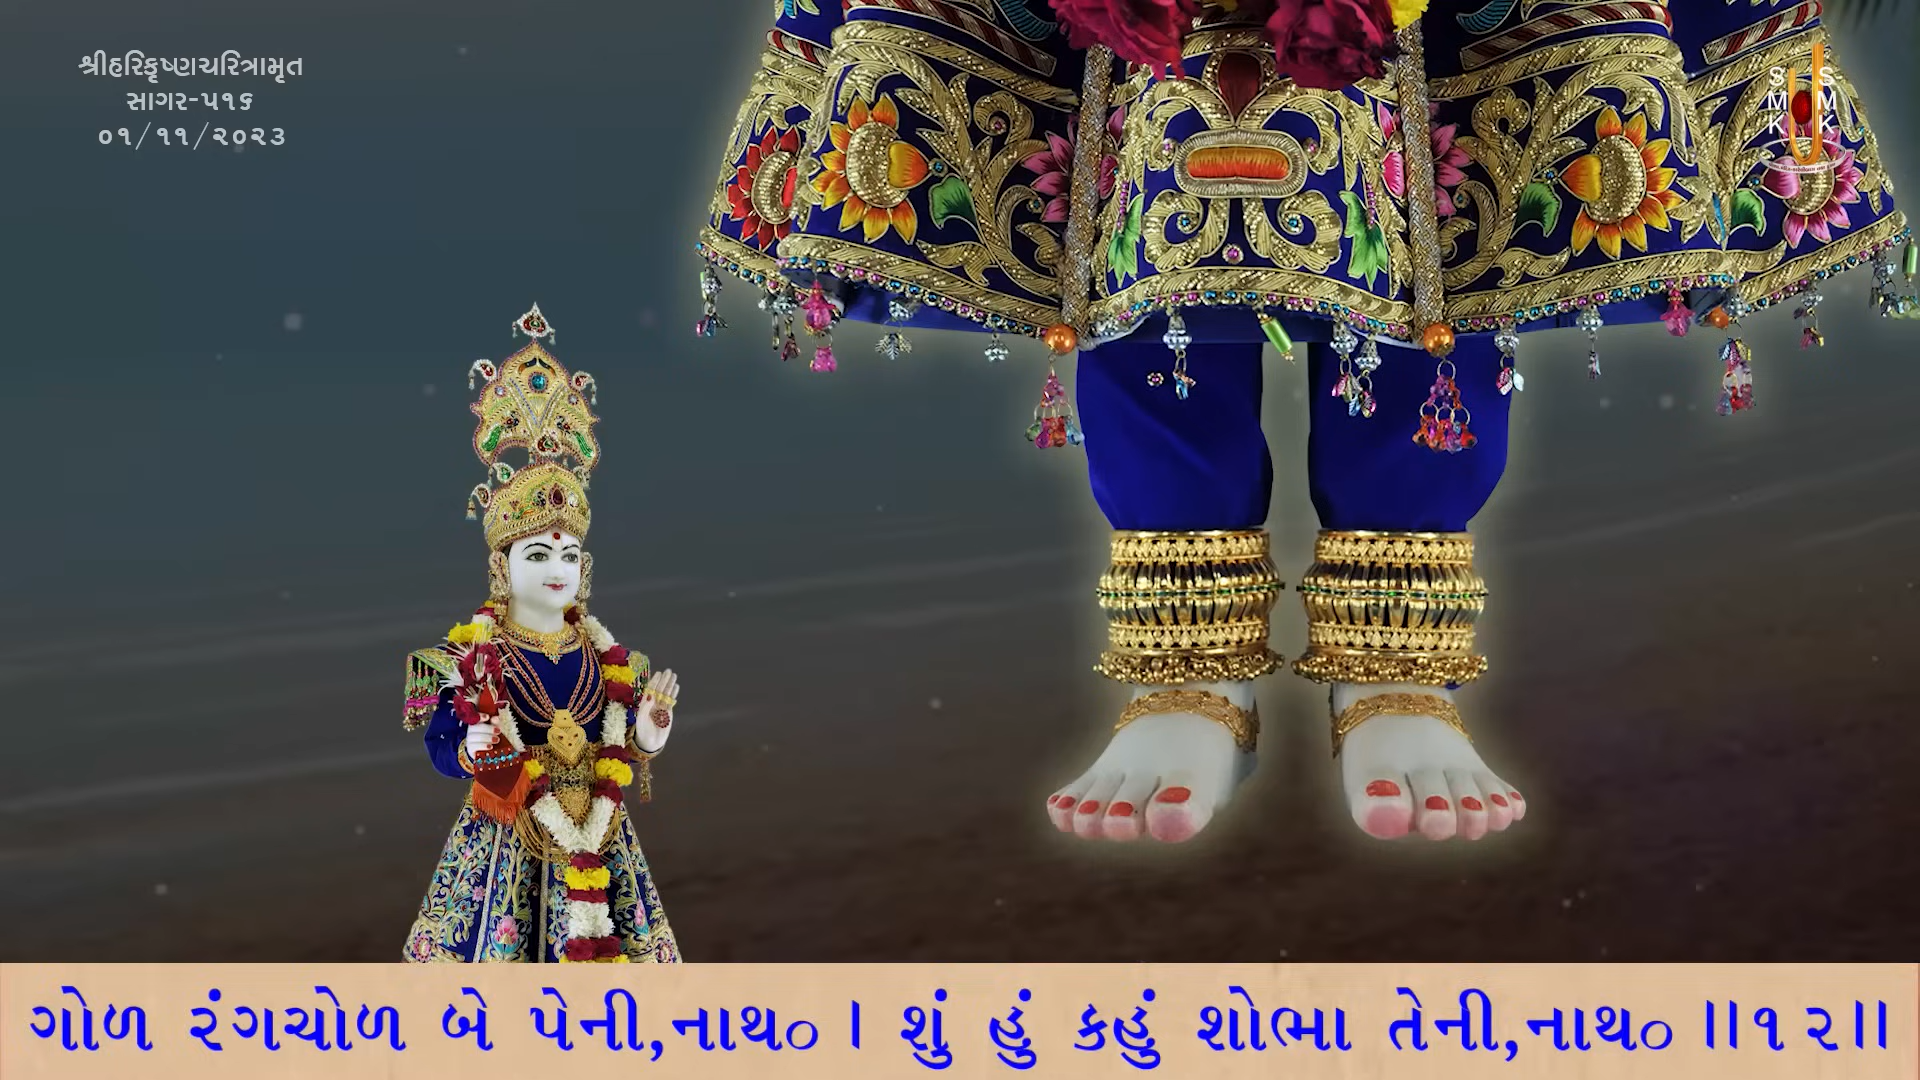 શ્રીહરિકૃષ્ણચરિત્રામૃત
સાગર-૫૧૬
૦૧/૧૧/૨૦૨૩
S S
M M
K K
ગોળ રંગચોળ બે પેની,નાથ૦ । શું હું કહું શોભા તેની,નાથ૦ ।।૧૨।।